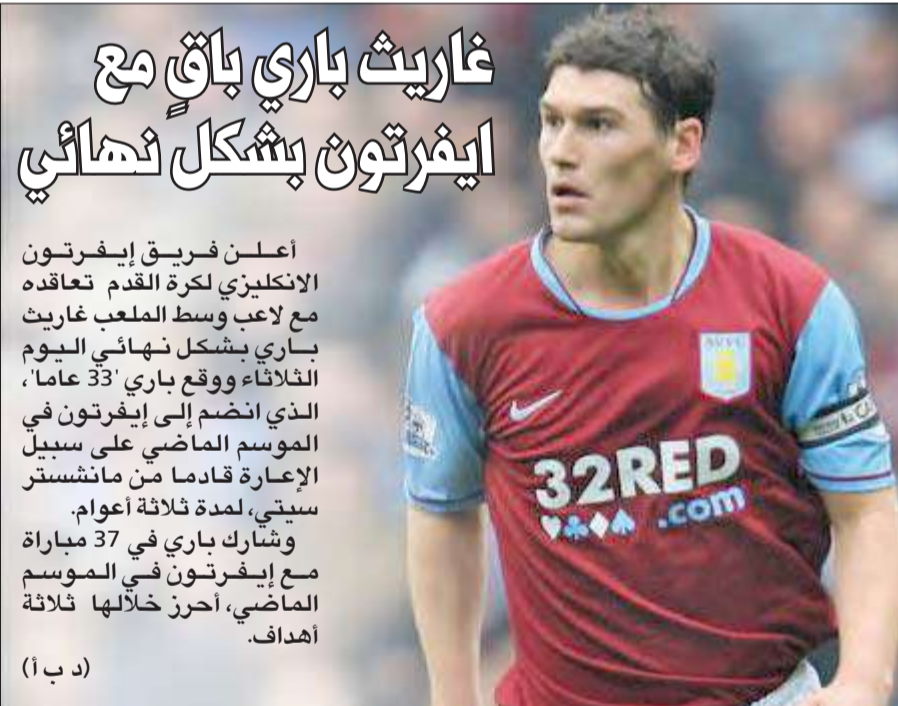 غاريث باري باقٍ مع
ايفرتون بشكل نهائي
أعلن فريق إيفرتون
الانكليزي لكرة القدم تعاقده
مع لاعب وسط الملعب غاريث
باري بشكل نهائي اليوم
الثلاثاء ووقع باري '33 عاما'،
الذي انضم إلى إيفرتون في
الموسم الماضي على سبيل
الإعارة قادما من مانشستر
سيتي، لمدة ثلاثة أعوام.
وشارك باري في 37 مباراة
مع إيفرتون في الموسم
الماضي، أحرز خلالها ثلاثة
أهداف.
(د ب أ)
AVFC
32RED
.com